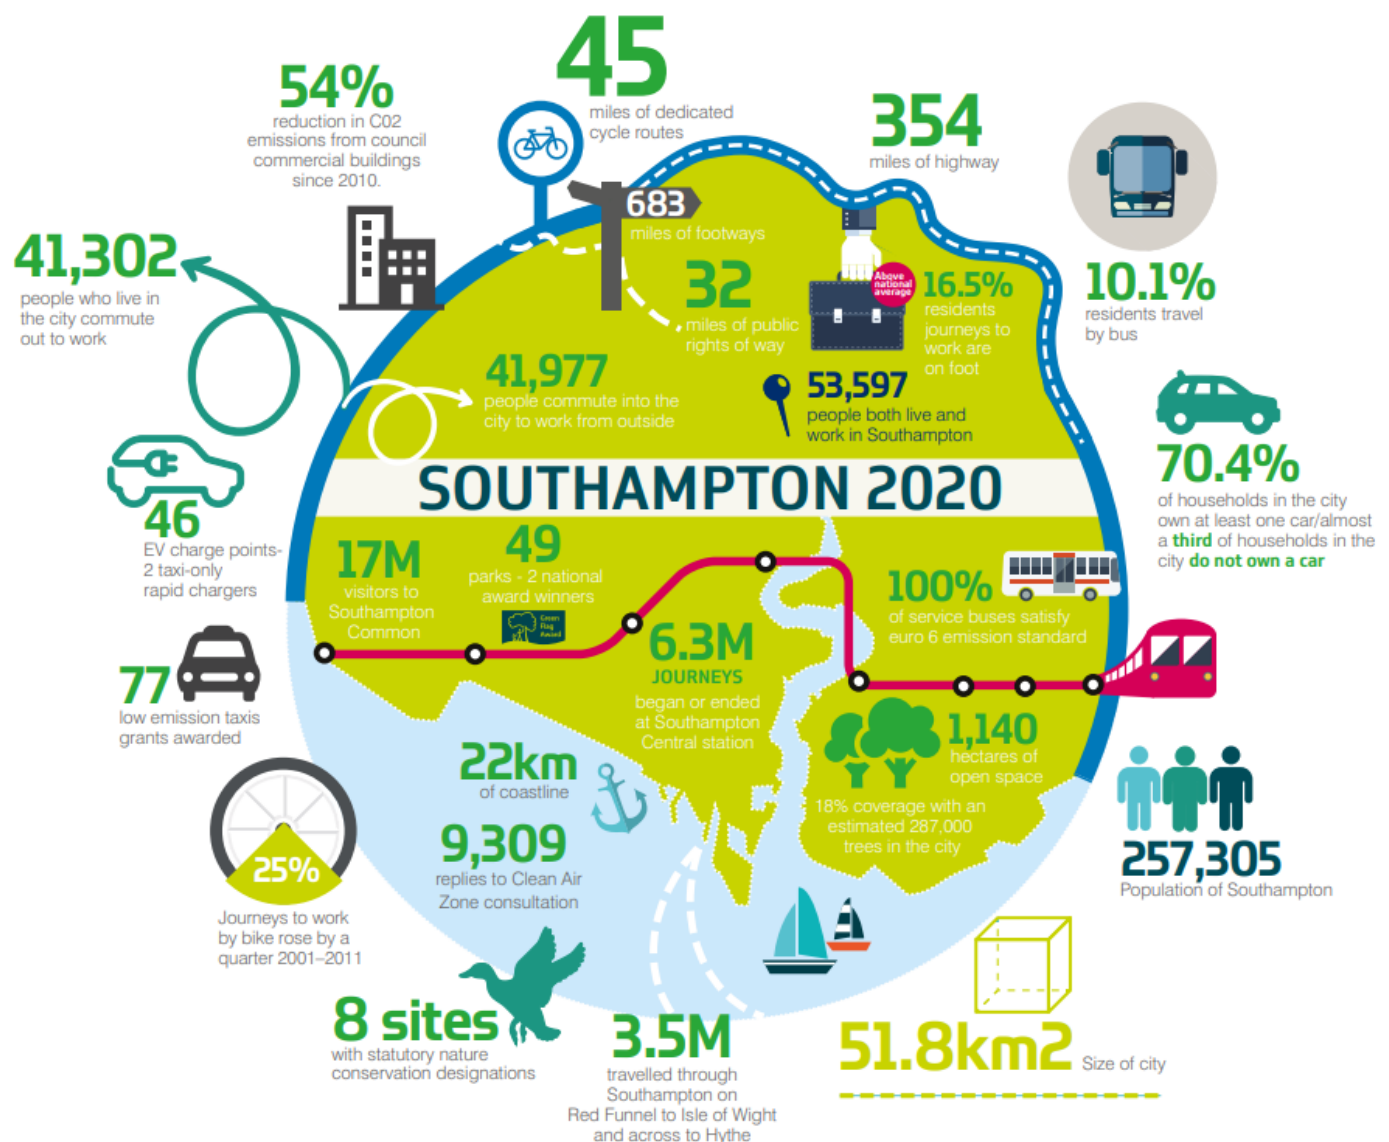 45
miles of dedicated
cycle routes
54%
reduction in C02
emissions from council
commercial buildings
since 2010.
354
miles of highway
683
miles of footways
41,302
people who live in
the city commute
out to work
32
miles of public
rights of way
Above
national
average
16.5%
residents
journeys to
work are
on foot
10.1%
residents travel
by bus
41,977
people commute into the
city to work from outside
53,597
people both live and
work in Southampton
70.4%
of households in the city
own at least one car/almost
a third of households in the
city do not own a car
SOUTHAMPTON 2020
46
EV charge points-
2 taxi-only
rapid chargers
17M
visitors to
Southampton
Common
49
parks - 2 national
award winners
Green
Flag
Award
100%
of service buses satisfy
euro 6 emission standard
6.3M
JOURNEYS
began or ended
at Southampton
Central station
77
low emission taxis
grants awarded
1,140
hectares of
open space
18% coverage with an
estimated 287,000
trees in the city
22km
of coastline
9,309
replies to Clean Air
Zone consultation
25%
Journeys to work
by bike rose by a
quarter 2001–2011
257,305
Population of Southampton
8 sites
with statutory nature
conservation designations
3.5M
travelled through
Southampton on
Red Funnel to Isle of Wight
and across to Hythe
51.8km2 Size of city